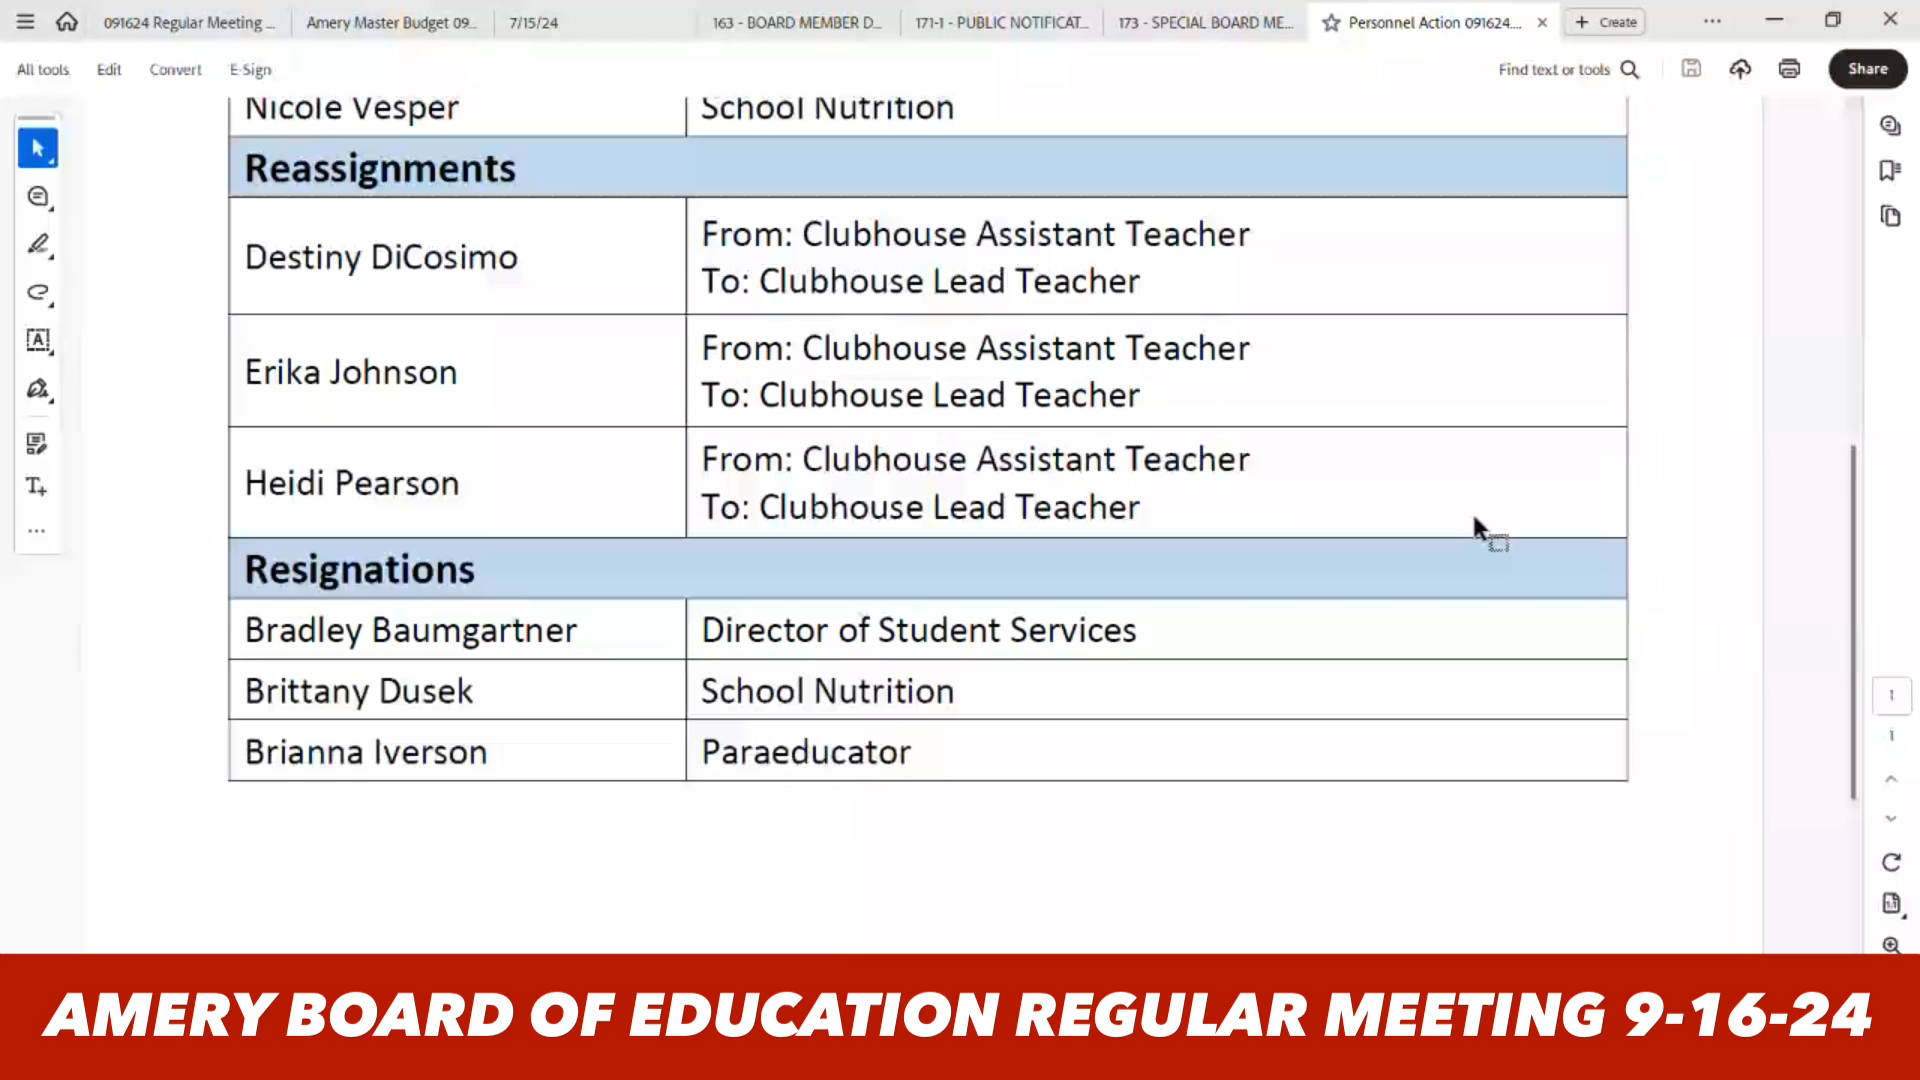 091624 Regular Meeting ...
Amery Master Budget 09...
7/15/24
163 - BOARD MEMBER D...
171-1 - PUBLIC NOTIFICAT...
173 - SPECIAL BOARD ME...
Personnel Action 091624....
Create
All tools
Edit
Convert
E-Sign
Find text or tools
Share
Nicole Vesper
School Nutrition
Reassignments
Destiny DiCosimo
From: Clubhouse Assistant Teacher
To: Clubhouse Lead Teacher
Erika Johnson
From: Clubhouse Assistant Teacher
To: Clubhouse Lead Teacher
Heidi Pearson
From: Clubhouse Assistant Teacher
To: Clubhouse Lead Teacher
Resignations
Bradley Baumgartner
Director of Student Services
Brittany Dusek
School Nutrition
Brianna Iverson
Paraeducator
1
1
AMERY BOARD OF EDUCATION REGULAR MEETING 9-16-24